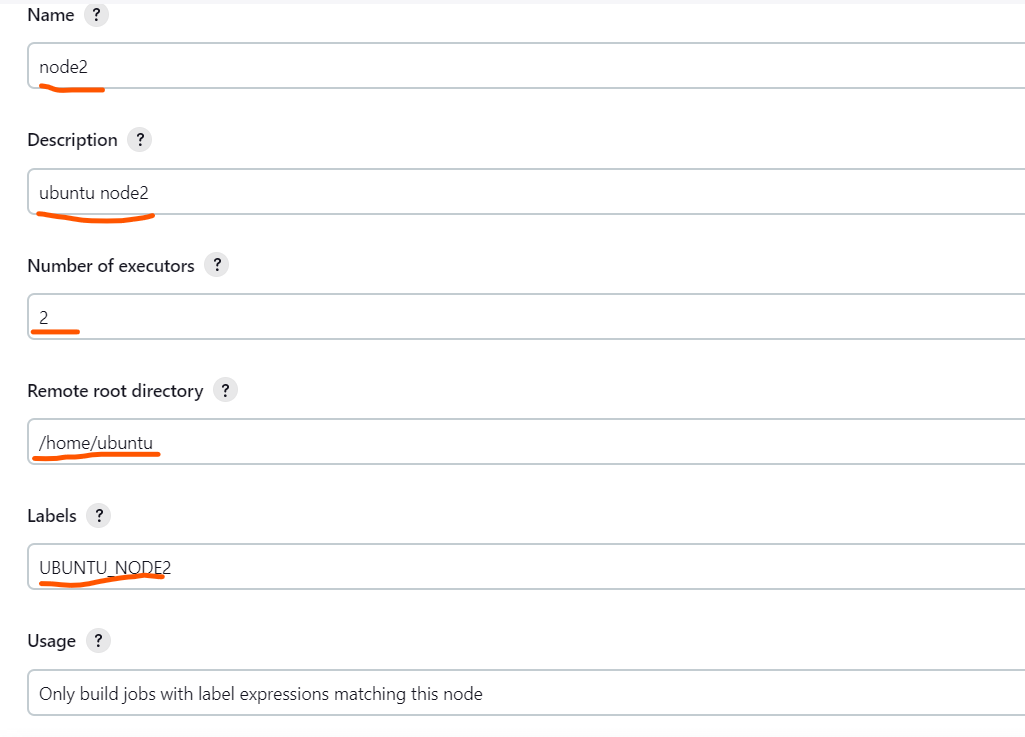 Name ?
node2
Description ?
ubuntu node2
Number of executors ?
2
Remote root directory ?
/home/ubuntu
Labels ?
UBUNTU_NODE2
Usage ?
Only build jobs with label expressions matching this node